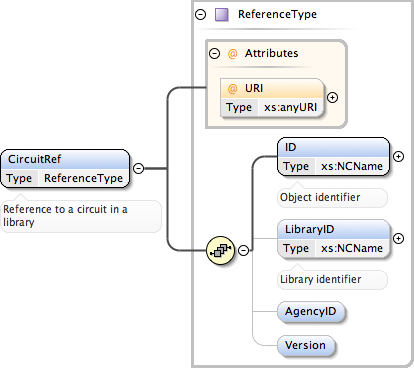 ReferenceType
@ Attributes
@ URI
Type xs:anyURI
CircuitRef
Type ReferenceType
Reference to a circuit in a
library
ID
Type xs:NCName
Object identifier
LibraryID
Type xs:NCName
Library identifier
AgencyID
Version